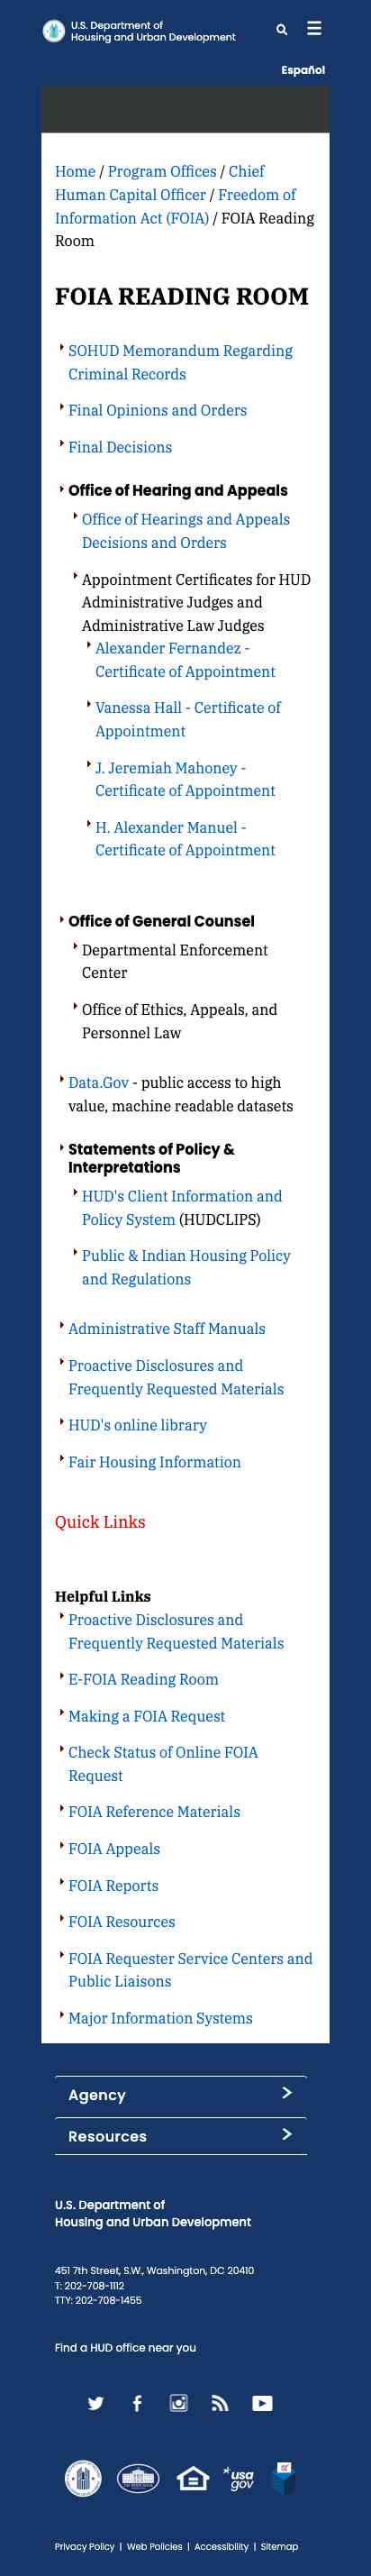 U.S. Department of
Housing and Urban Development
Español
Home / Program Offices / Chief
Human Capital Officer / Freedom of
Information Act (FOIA) / FOIA Reading
Room
FOIA READING ROOM
SOHUD Memorandum Regarding
Criminal Records
Final Opinions and Orders
Final Decisions
Office of Hearing and Appeals
Office of Hearings and Appeals
Decisions and Orders
Appointment Certificates for HUD
Administrative Judges and
Administrative Law Judges
Alexander Fernandez -
Certificate of Appointment
Vanessa Hall - Certificate of
Appointment
J. Jeremiah Mahoney -
Certificate of Appointment
H. Alexander Manuel -
Certificate of Appointment
Office of General Counsel
Departmental Enforcement
Center
Office of Ethics, Appeals, and
Personnel Law
Data.Gov - public access to high
value, machine readable datasets
Statements of Policy &
Interpretations
HUD's Client Information and
Policy System (HUDCLIPS)
Public & Indian Housing Policy
and Regulations
Administrative Staff Manuals
Proactive Disclosures and
Frequently Requested Materials
HUD's online library
Fair Housing Information
Quick Links
Helpful Links
Proactive Disclosures and
Frequently Requested Materials
E-FOIA Reading Room
Making a FOIA Request
Check Status of Online FOIA
Request
FOIA Reference Materials
FOIA Appeals
FOIA Reports
FOIA Resources
FOIA Requester Service Centers and
Public Liaisons
Major Information Systems
Agency
Resources
U.S. Department of
Housing and Urban Development
451 7th Street, S.W., Washington, DC 20410
T: 202-708-1112
TTY: 202-708-1455
Find a HUD office near you
usa
gov
Privacy Policy | Web Policies | Accessibility | Sitemap